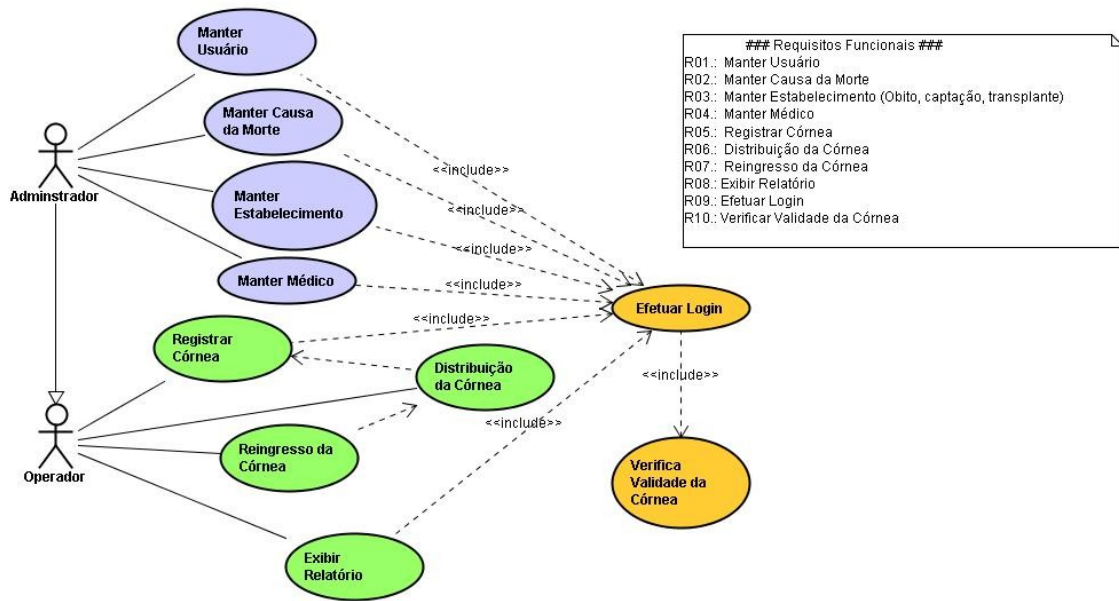 Manter
Usuário
Manter Causa
da Morte
Manter
Estabelecimento
Manter Médico
Adminstrador
### Requisitos Funcionais ###
R01.: Manter Usuário
R02.: Manter Causa da Morte
R03.: Manter Estabelecimento (Obito, captação, transplante)
R04.: Manter Médico
R05.: Registrar Córnea
R06.: Distribuição da Córnea
R07.: Reingresso da Córnea
R08.: Exibir Relatório
R09.: Efetuar Login
R10.: Verificar Validade da Córnea
<<include>>
<<include>>
<<include>>
<<include>>
<<include>>
Efetuar Login
Registrar
Córnea
Distribuição
da Córnea
<<include>>
<<include>>
Operador
Reingresso da
Córnea
Verifica
Validade da
Córnea
Exibir
Relatório